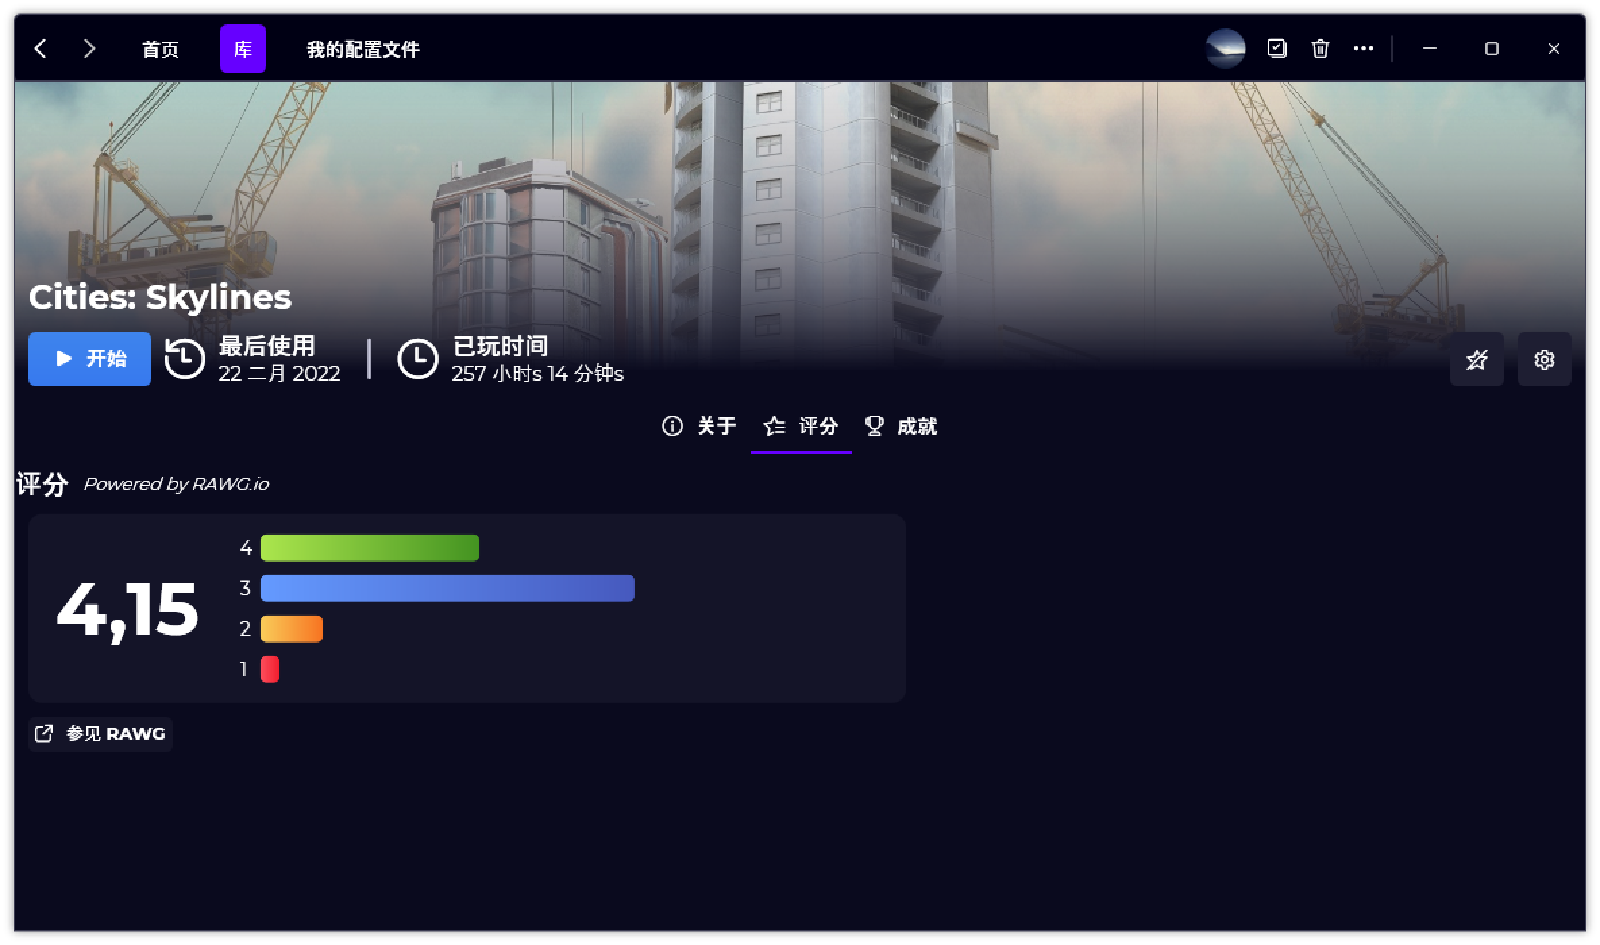 首页 库 我的配置文件
Cities: Skylines
开始
最后使用
22 二月 2022
已玩时间
257 小时s 14 分钟s
关于 评分 成就
评分 Powered by RAWG.io
4,15
4
3
2
1
参见 RAWG